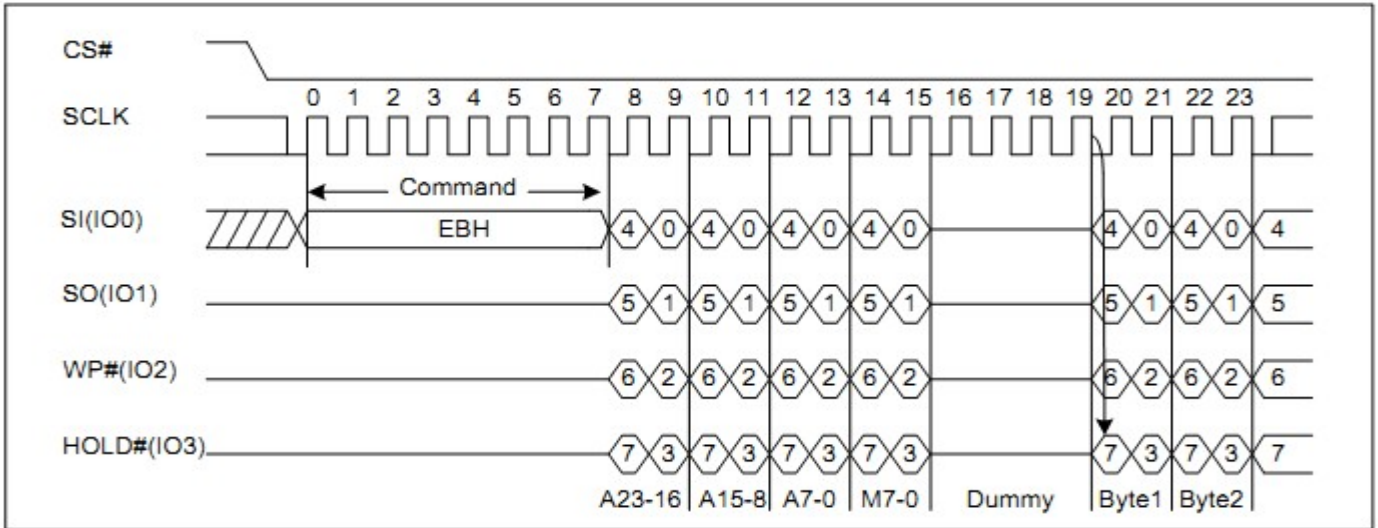 CS#
0 1 2 3 4 5 6 7 8 9 10 11 12 13 14 15 16 17 18 19 20 21 22 23
SCLK
Command
SI(IO0) EBH 4 0 4 0 4 0 4 0 4 0 4 0 4
SO(IO1) 5 1 5 1 5 1 5 1 5 1 5 1 5
WP#(IO2) 6 2 6 2 6 2 6 2 6 2 6 2 6
HOLD#(IO3) 7 3 7 3 7 3 7 3 7 3 7 3 7
A23-16 A15-8 A7-0 M7-0 Dummy Byte1 Byte2